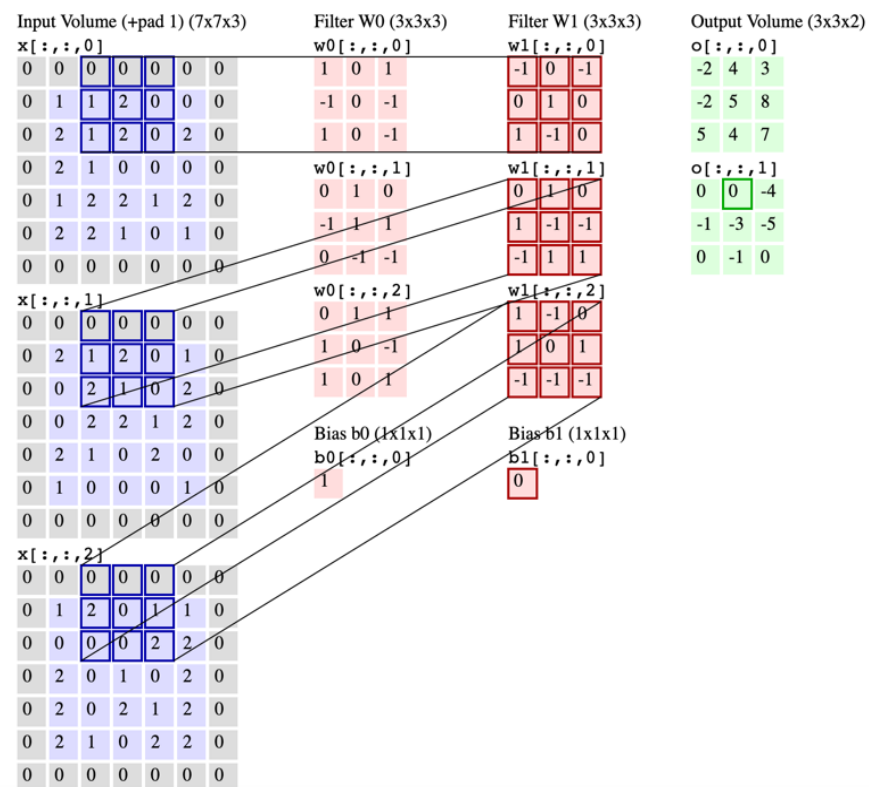 Input Volume (+pad 1) (7x7x3)
x[:,:,0]
0 0 0 0 0 0 0
0 1 1 2 0 0 0
0 2 1 2 0 2 0
0 2 1 0 0 0 0
0 1 2 2 1 2 0
0 2 2 1 0 1 0
0 0 0 0 0 0 0
x[:,:,1]
0 0 0 0 0 0 0
0 2 1 2 0 1 0
0 0 2 1 0 2 0
0 0 2 2 1 2 0
0 2 1 0 2 0 0
0 1 0 0 0 1 0
0 0 0 0 0 0 0
x[:,:,2]
0 0 0 0 0 0 0
0 1 2 0 1 1 0
0 0 0 0 2 2 0
0 2 0 1 0 2 0
0 2 0 2 1 2 0
0 2 1 0 2 2 0
0 0 0 0 0 0 0
Filter W0 (3x3x3)
w0[:,:,0]
1 0 1
-1 0 -1
1 0 -1
w0[:,:,1]
0 1 0
-1 1 1
0 -1 -1
w0[:,:,2]
0 1 1
1 0 -1
1 0 1
Bias b0 (1x1x1)
b0[:,:,0]
1
Filter W1 (3x3x3)
w1[:,:,0]
-1 0 -1
0 1 0
1 -1 0
w1[:,:,1]
0 1 0
1 -1 -1
-1 1 1
w1[:,:,2]
1 -1 0
1 0 1
-1 -1 -1
Bias b1 (1x1x1)
b1[:,:,0]
0
Output Volume (3x3x2)
o[:,:,0]
-2 4 3
-2 5 8
5 4 7
o[:,:,1]
0 0 -4
-1 -3 -5
0 -1 0